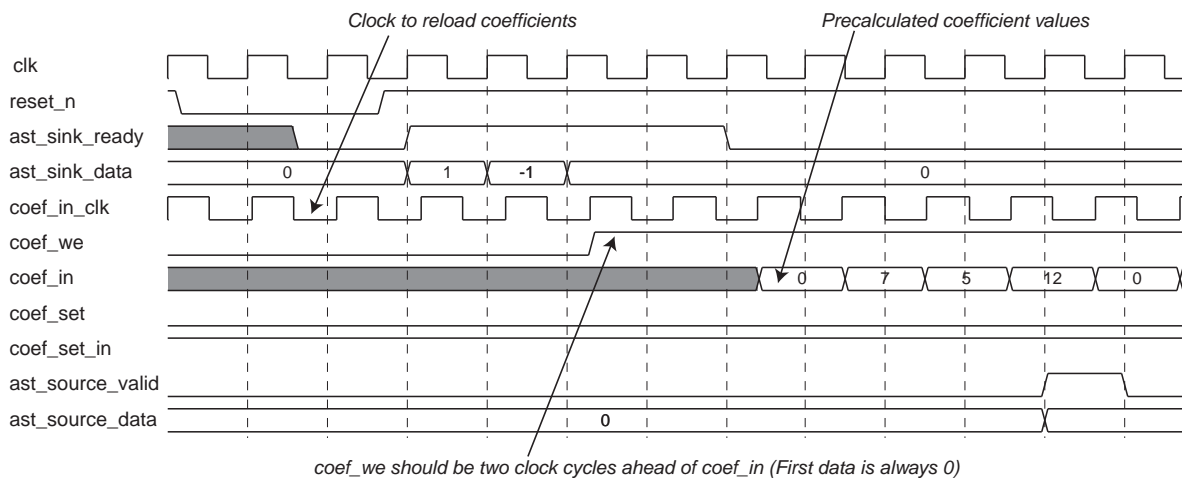 Clock to reload coefficients Precalculated coefficient values
clk
reset_n
ast_sink_ready
ast_sink_data 0 1 -1 0
coef_in_clk
coef_we
coef_in 0 7 5 12 0
coef_set
coef_set_in
ast_source_valid
ast_source_data 0
coef_we should be two clock cycles ahead of coef_in (First data is always 0)